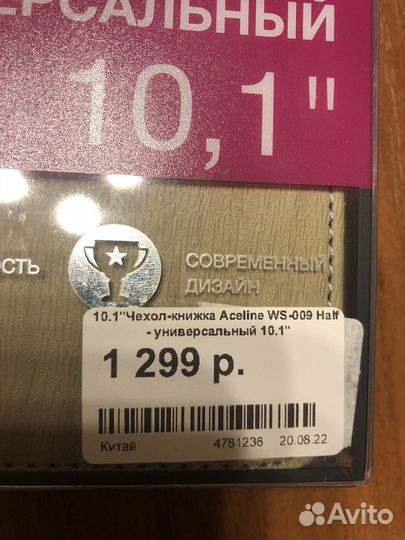 ЕРСАЛЬНЫЙ
10,1"
ОСТЬ
СОВРЕМЕННЫЙ
ДИЗАЙН
10.1"Чехол-книжка Aceline WS-009 Half
- универсальный 10.1"
1 299 р.
Китай 4781236 20.08.22
Avito